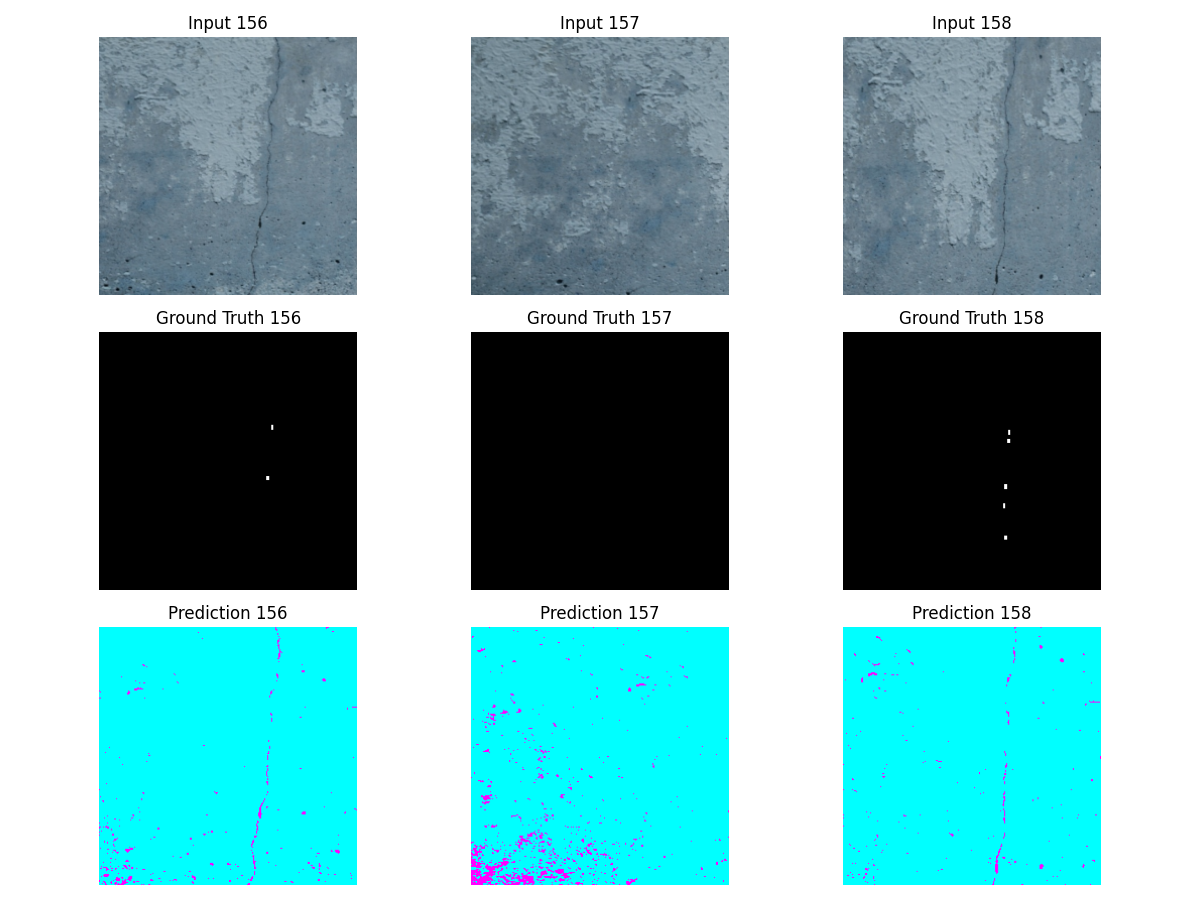 Input 156
Input 157
Input 158
Ground Truth 156
Ground Truth 157
Ground Truth 158
Prediction 156
Prediction 157
Prediction 158